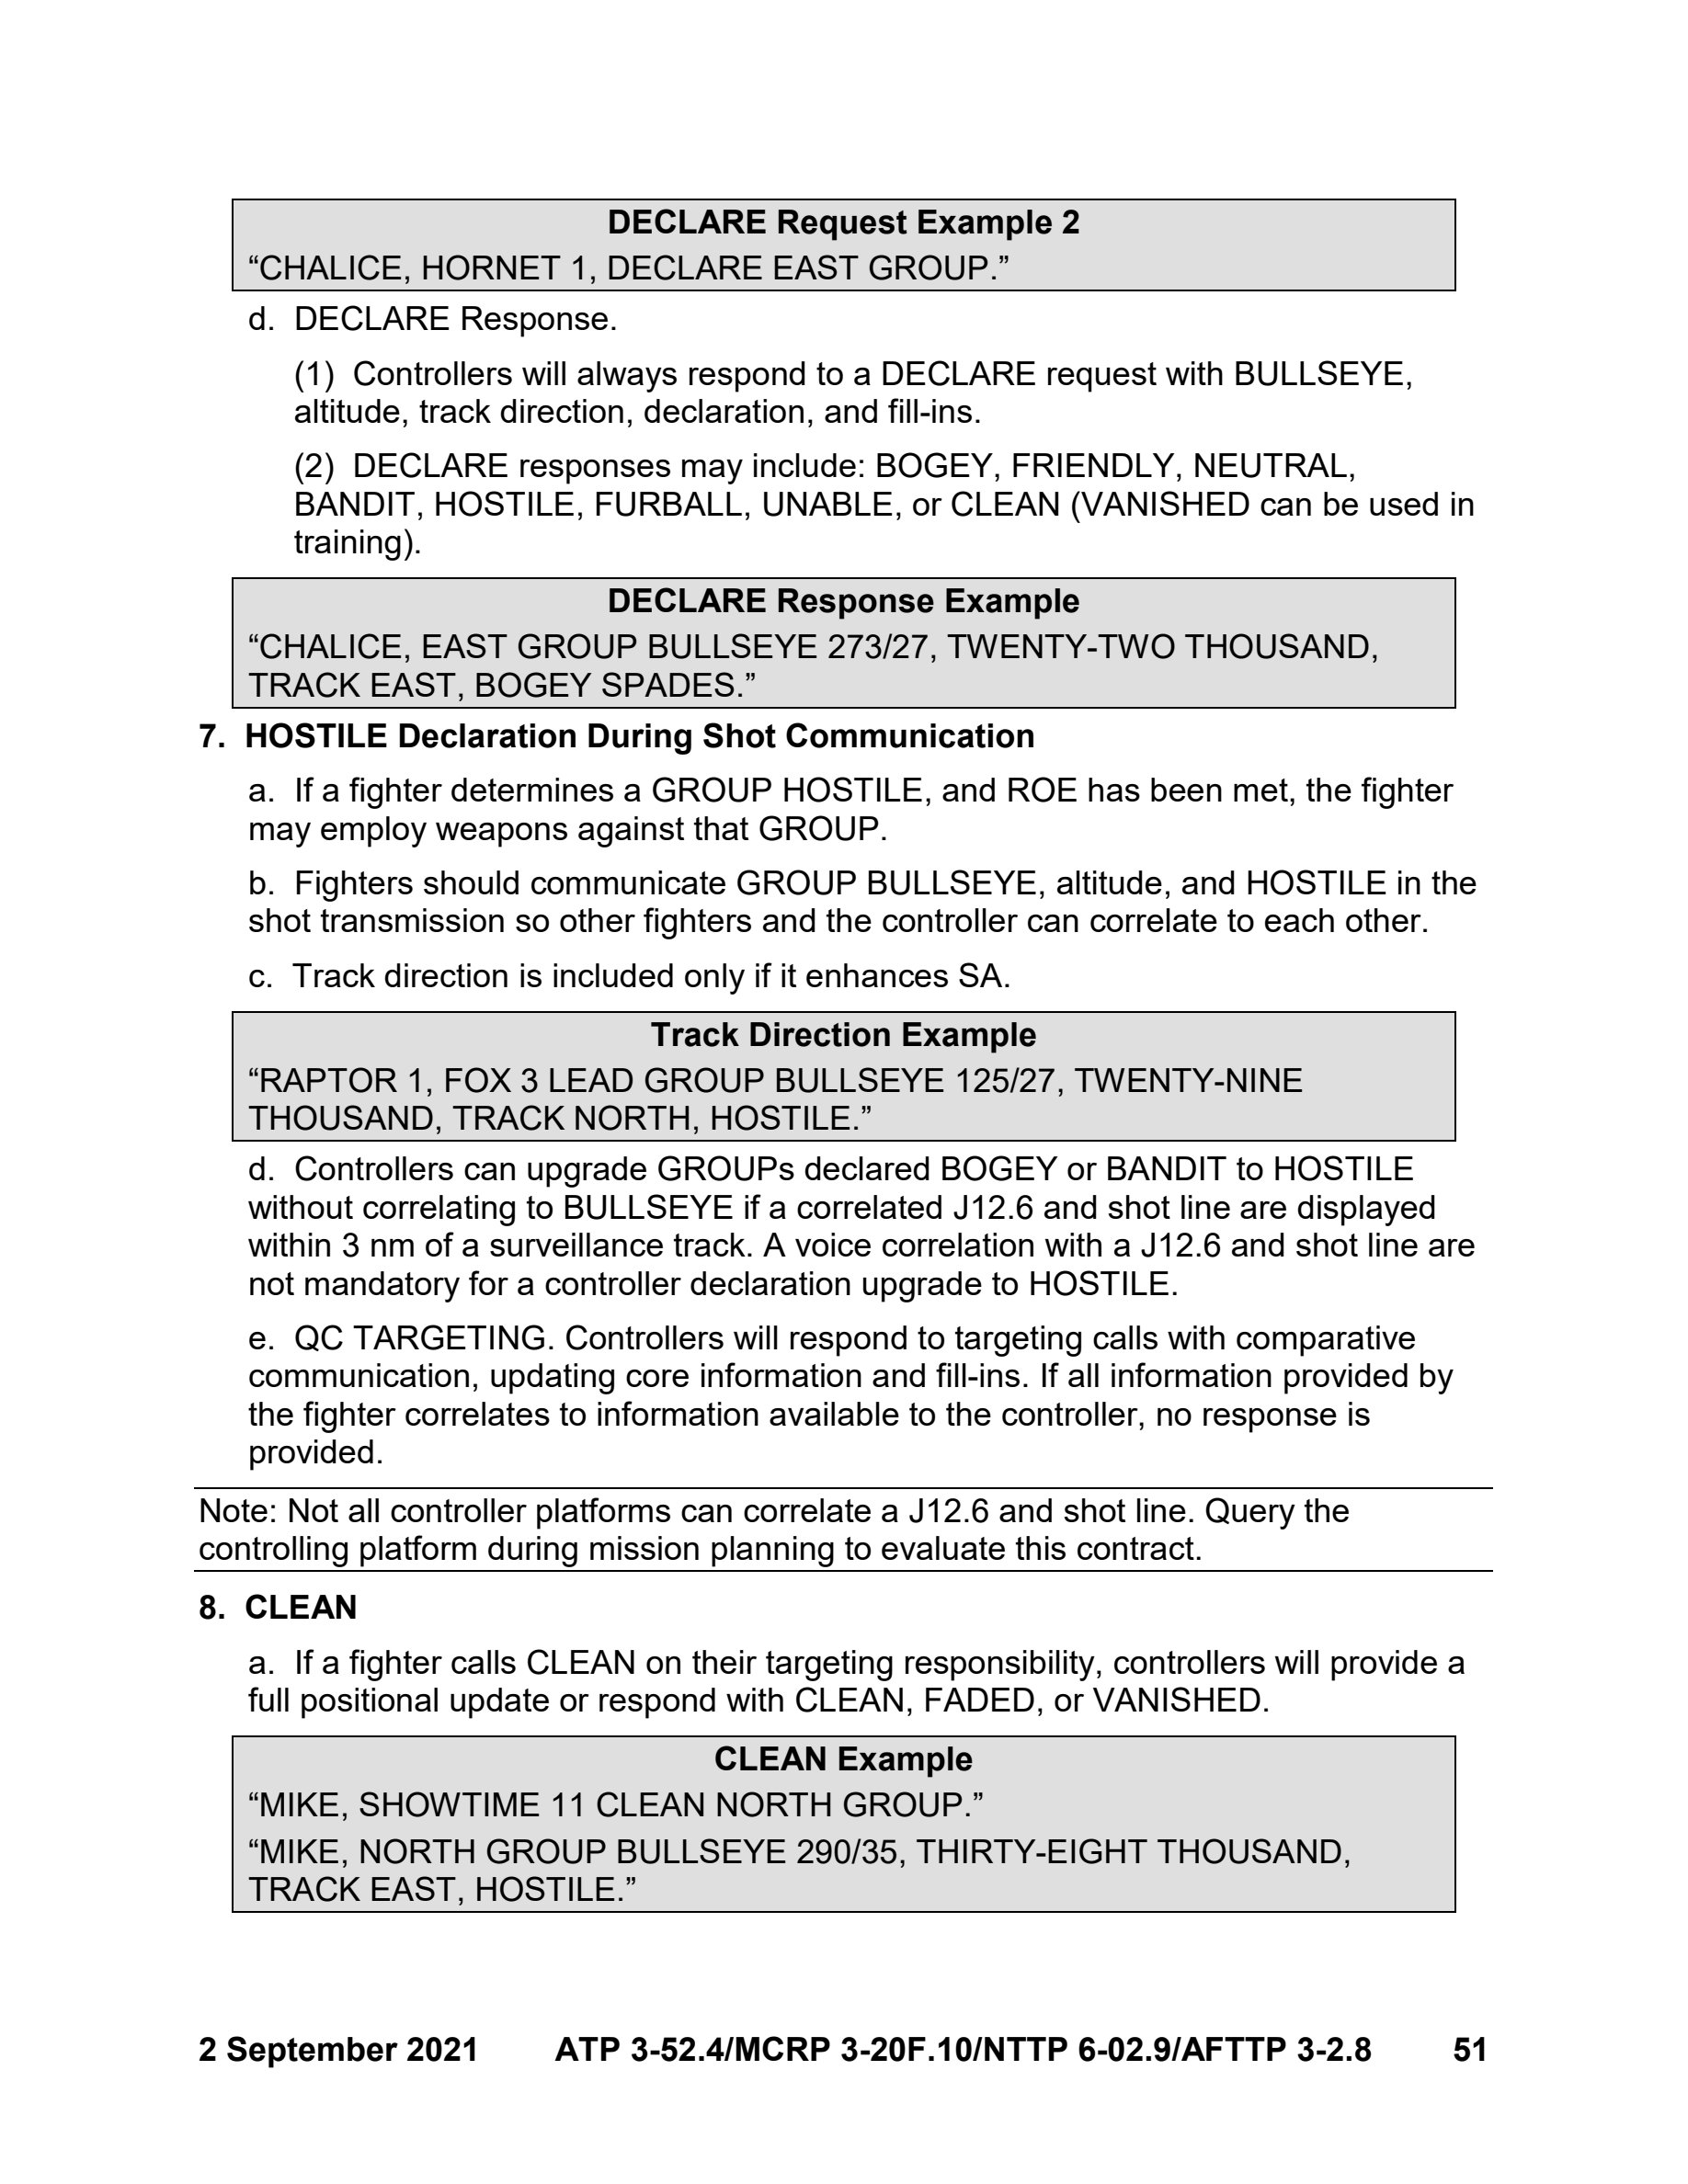 DECLARE Request Example 2
“CHALICE, HORNET 1, DECLARE EAST GROUP.”
d. DECLARE Response.
(1) Controllers will always respond to a DECLARE request with BULLSEYE,
altitude, track direction, declaration, and fill-ins.
(2) DECLARE responses may include: BOGEY, FRIENDLY, NEUTRAL,
BANDIT, HOSTILE, FURBALL, UNABLE, or CLEAN (VANISHED can be used in
training).
DECLARE Response Example
“CHALICE, EAST GROUP BULLSEYE 273/27, TWENTY-TWO THOUSAND,
TRACK EAST, BOGEY SPADES.”
7. HOSTILE Declaration During Shot Communication
a. If a fighter determines a GROUP HOSTILE, and ROE has been met, the fighter
may employ weapons against that GROUP.
b. Fighters should communicate GROUP BULLSEYE, altitude, and HOSTILE in the
shot transmission so other fighters and the controller can correlate to each other.
c. Track direction is included only if it enhances SA.
Track Direction Example
“RAPTOR 1, FOX 3 LEAD GROUP BULLSEYE 125/27, TWENTY-NINE
THOUSAND, TRACK NORTH, HOSTILE.”
d. Controllers can upgrade GROUPs declared BOGEY or BANDIT to HOSTILE
without correlating to BULLSEYE if a correlated J12.6 and shot line are displayed
within 3 nm of a surveillance track. A voice correlation with a J12.6 and shot line are
not mandatory for a controller declaration upgrade to HOSTILE.
e. QC TARGETING. Controllers will respond to targeting calls with comparative
communication, updating core information and fill-ins. If all information provided by
the fighter correlates to information available to the controller, no response is
provided.
Note: Not all controller platforms can correlate a J12.6 and shot line. Query the
controlling platform during mission planning to evaluate this contract.
8. CLEAN
a. If a fighter calls CLEAN on their targeting responsibility, controllers will provide a
full positional update or respond with CLEAN, FADED, or VANISHED.
CLEAN Example
“MIKE, SHOWTIME 11 CLEAN NORTH GROUP.”
“MIKE, NORTH GROUP BULLSEYE 290/35, THIRTY-EIGHT THOUSAND,
TRACK EAST, HOSTILE.”
2 September 2021 ATP 3-52.4/MCRP 3-20F.10/NTTP 6-02.9/AFTTP 3-2.8 51